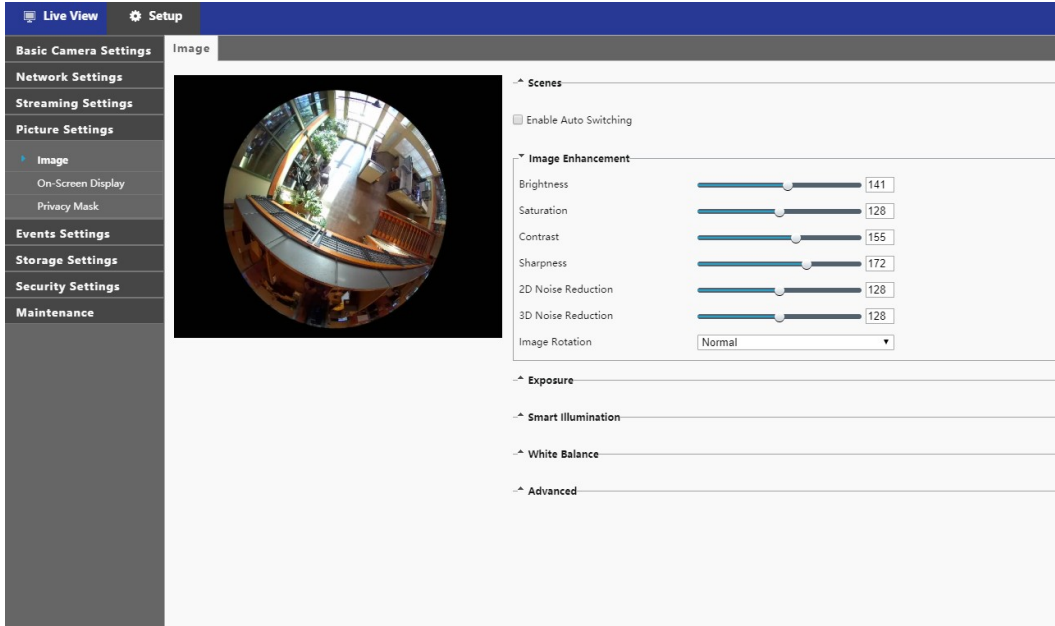 Live View
Setup
Basic Camera Settings
Network Settings
Streaming Settings
Picture Settings
Image
On-Screen Display
Privacy Mask
Events Settings
Storage Settings
Security Settings
Maintenance
Image
Scenes
Enable Auto Switching
Image Enhancement
Brightness 141
Saturation 128
Contrast 155
Sharpness 172
2D Noise Reduction 128
3D Noise Reduction 128
Image Rotation Normal
Exposure
Smart Illumination
White Balance
Advanced